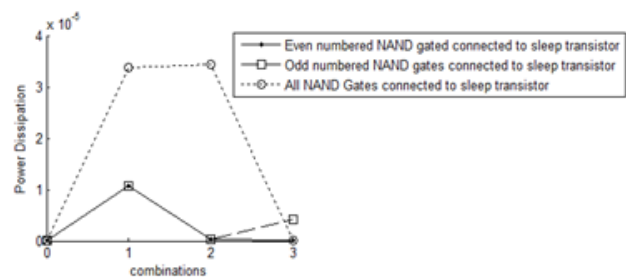 4 x 10^-5
Even numbered NAND gated connected to sleep transistor
Odd numbered NAND gates connected to sleep transistor
All NAND Gates connected to sleep transistor
Power Dissipation
3
2
1
0
0 1 2 3
combinations